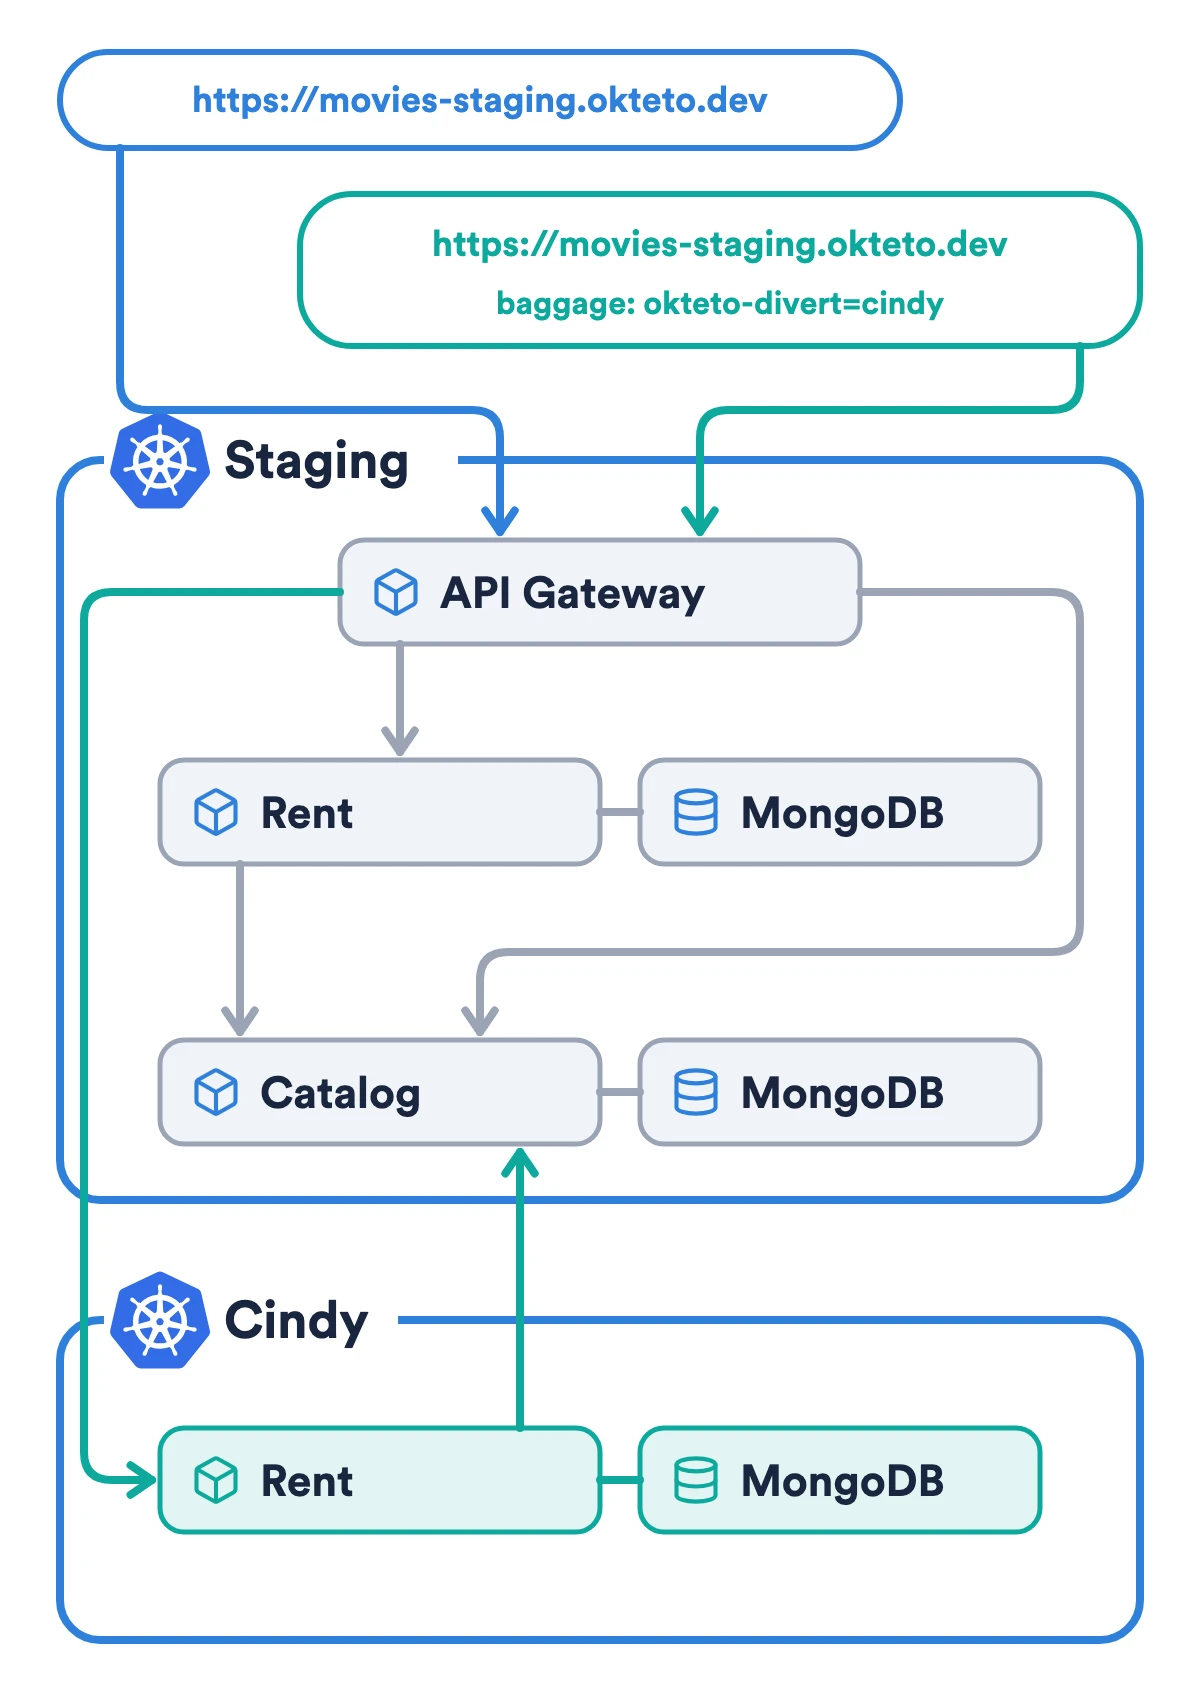 https://movies-staging.okteto.dev
https://movies-staging.okteto.dev
baggage: okteto-divert=cindy
Staging
API Gateway
Rent
MongoDB
Catalog
MongoDB
Cindy
Rent
MongoDB